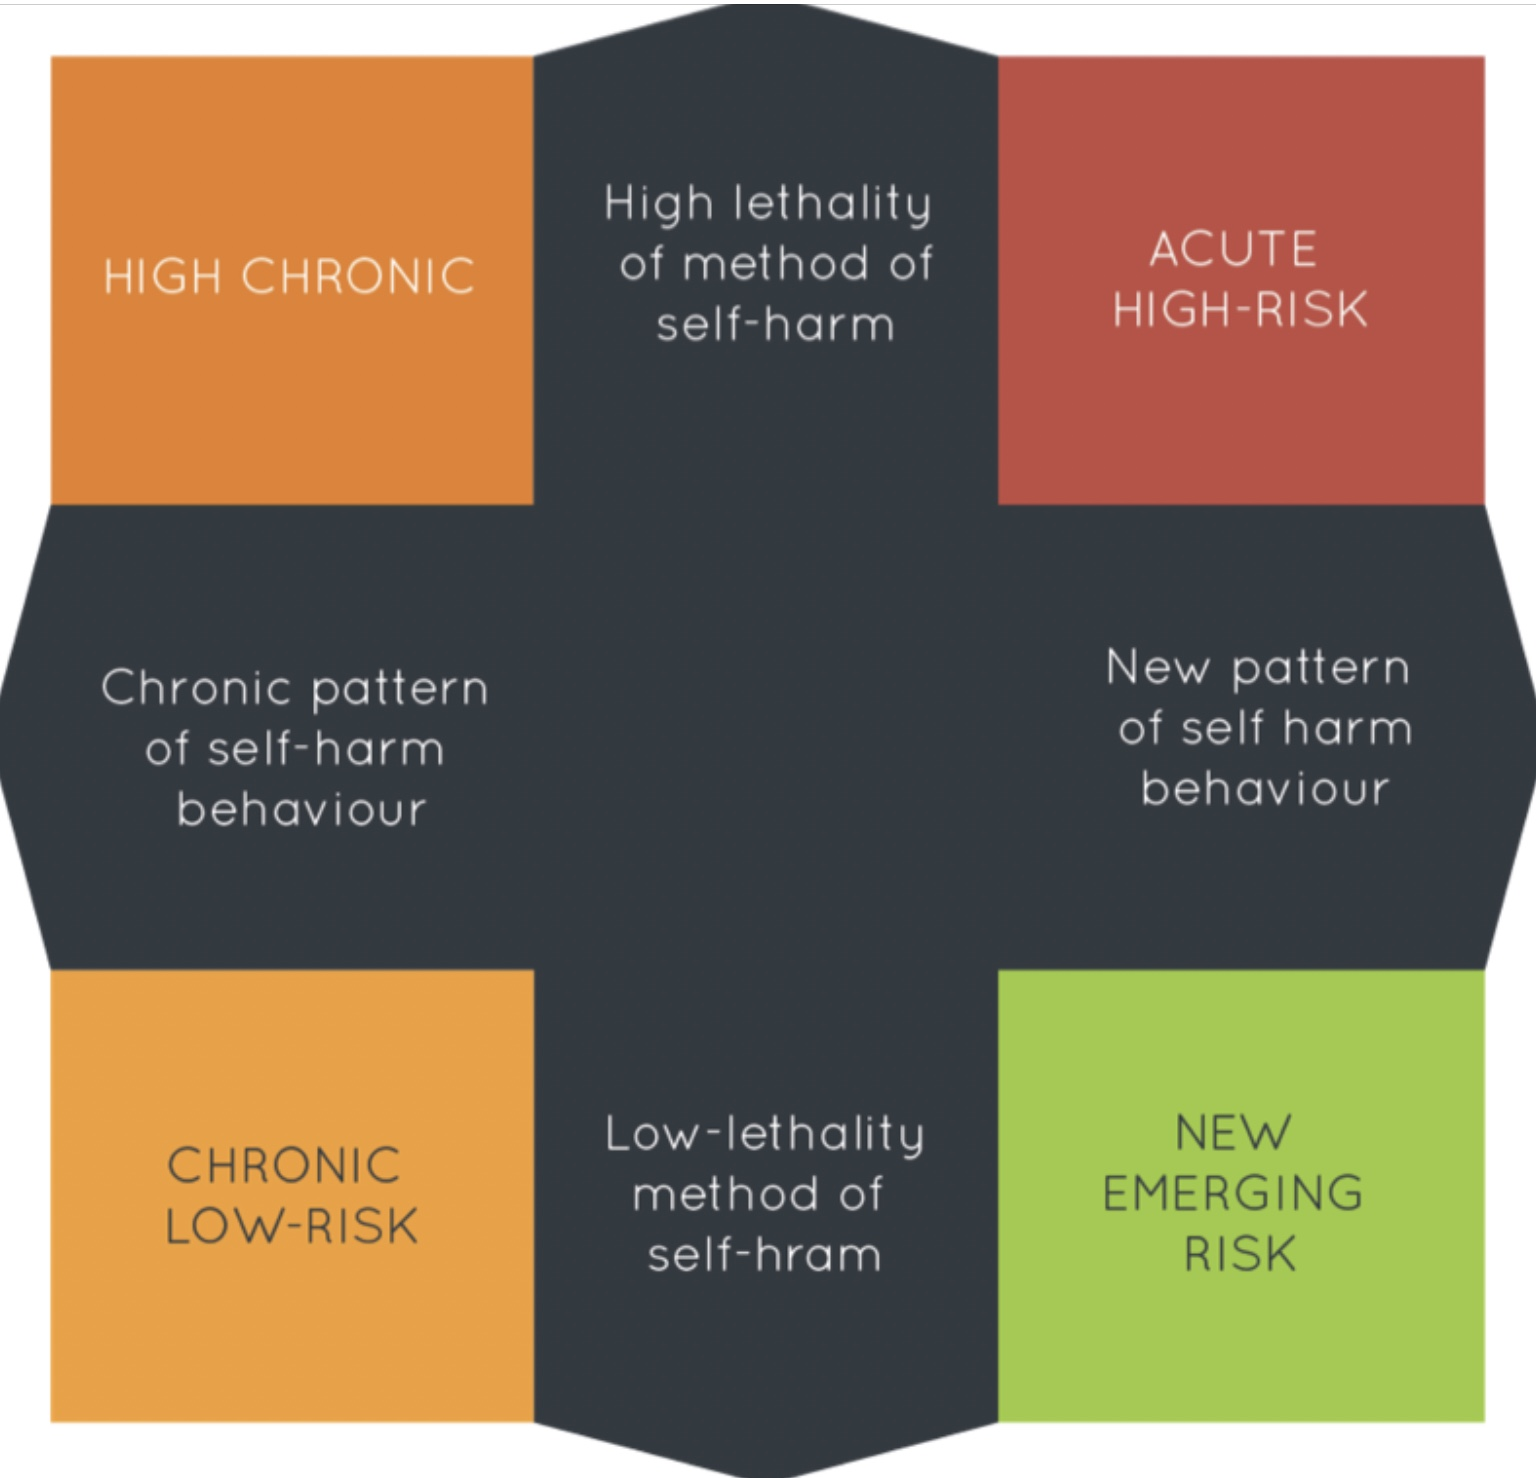 HIGH CHRONIC
High lethality
of method of
self-harm
ACUTE
HIGH-RISK
Chronic pattern
of self-harm
behaviour
New pattern
of self harm
behaviour
CHRONIC
LOW-RISK
Low-lethality
method of
self-hram
NEW
EMERGING
RISK